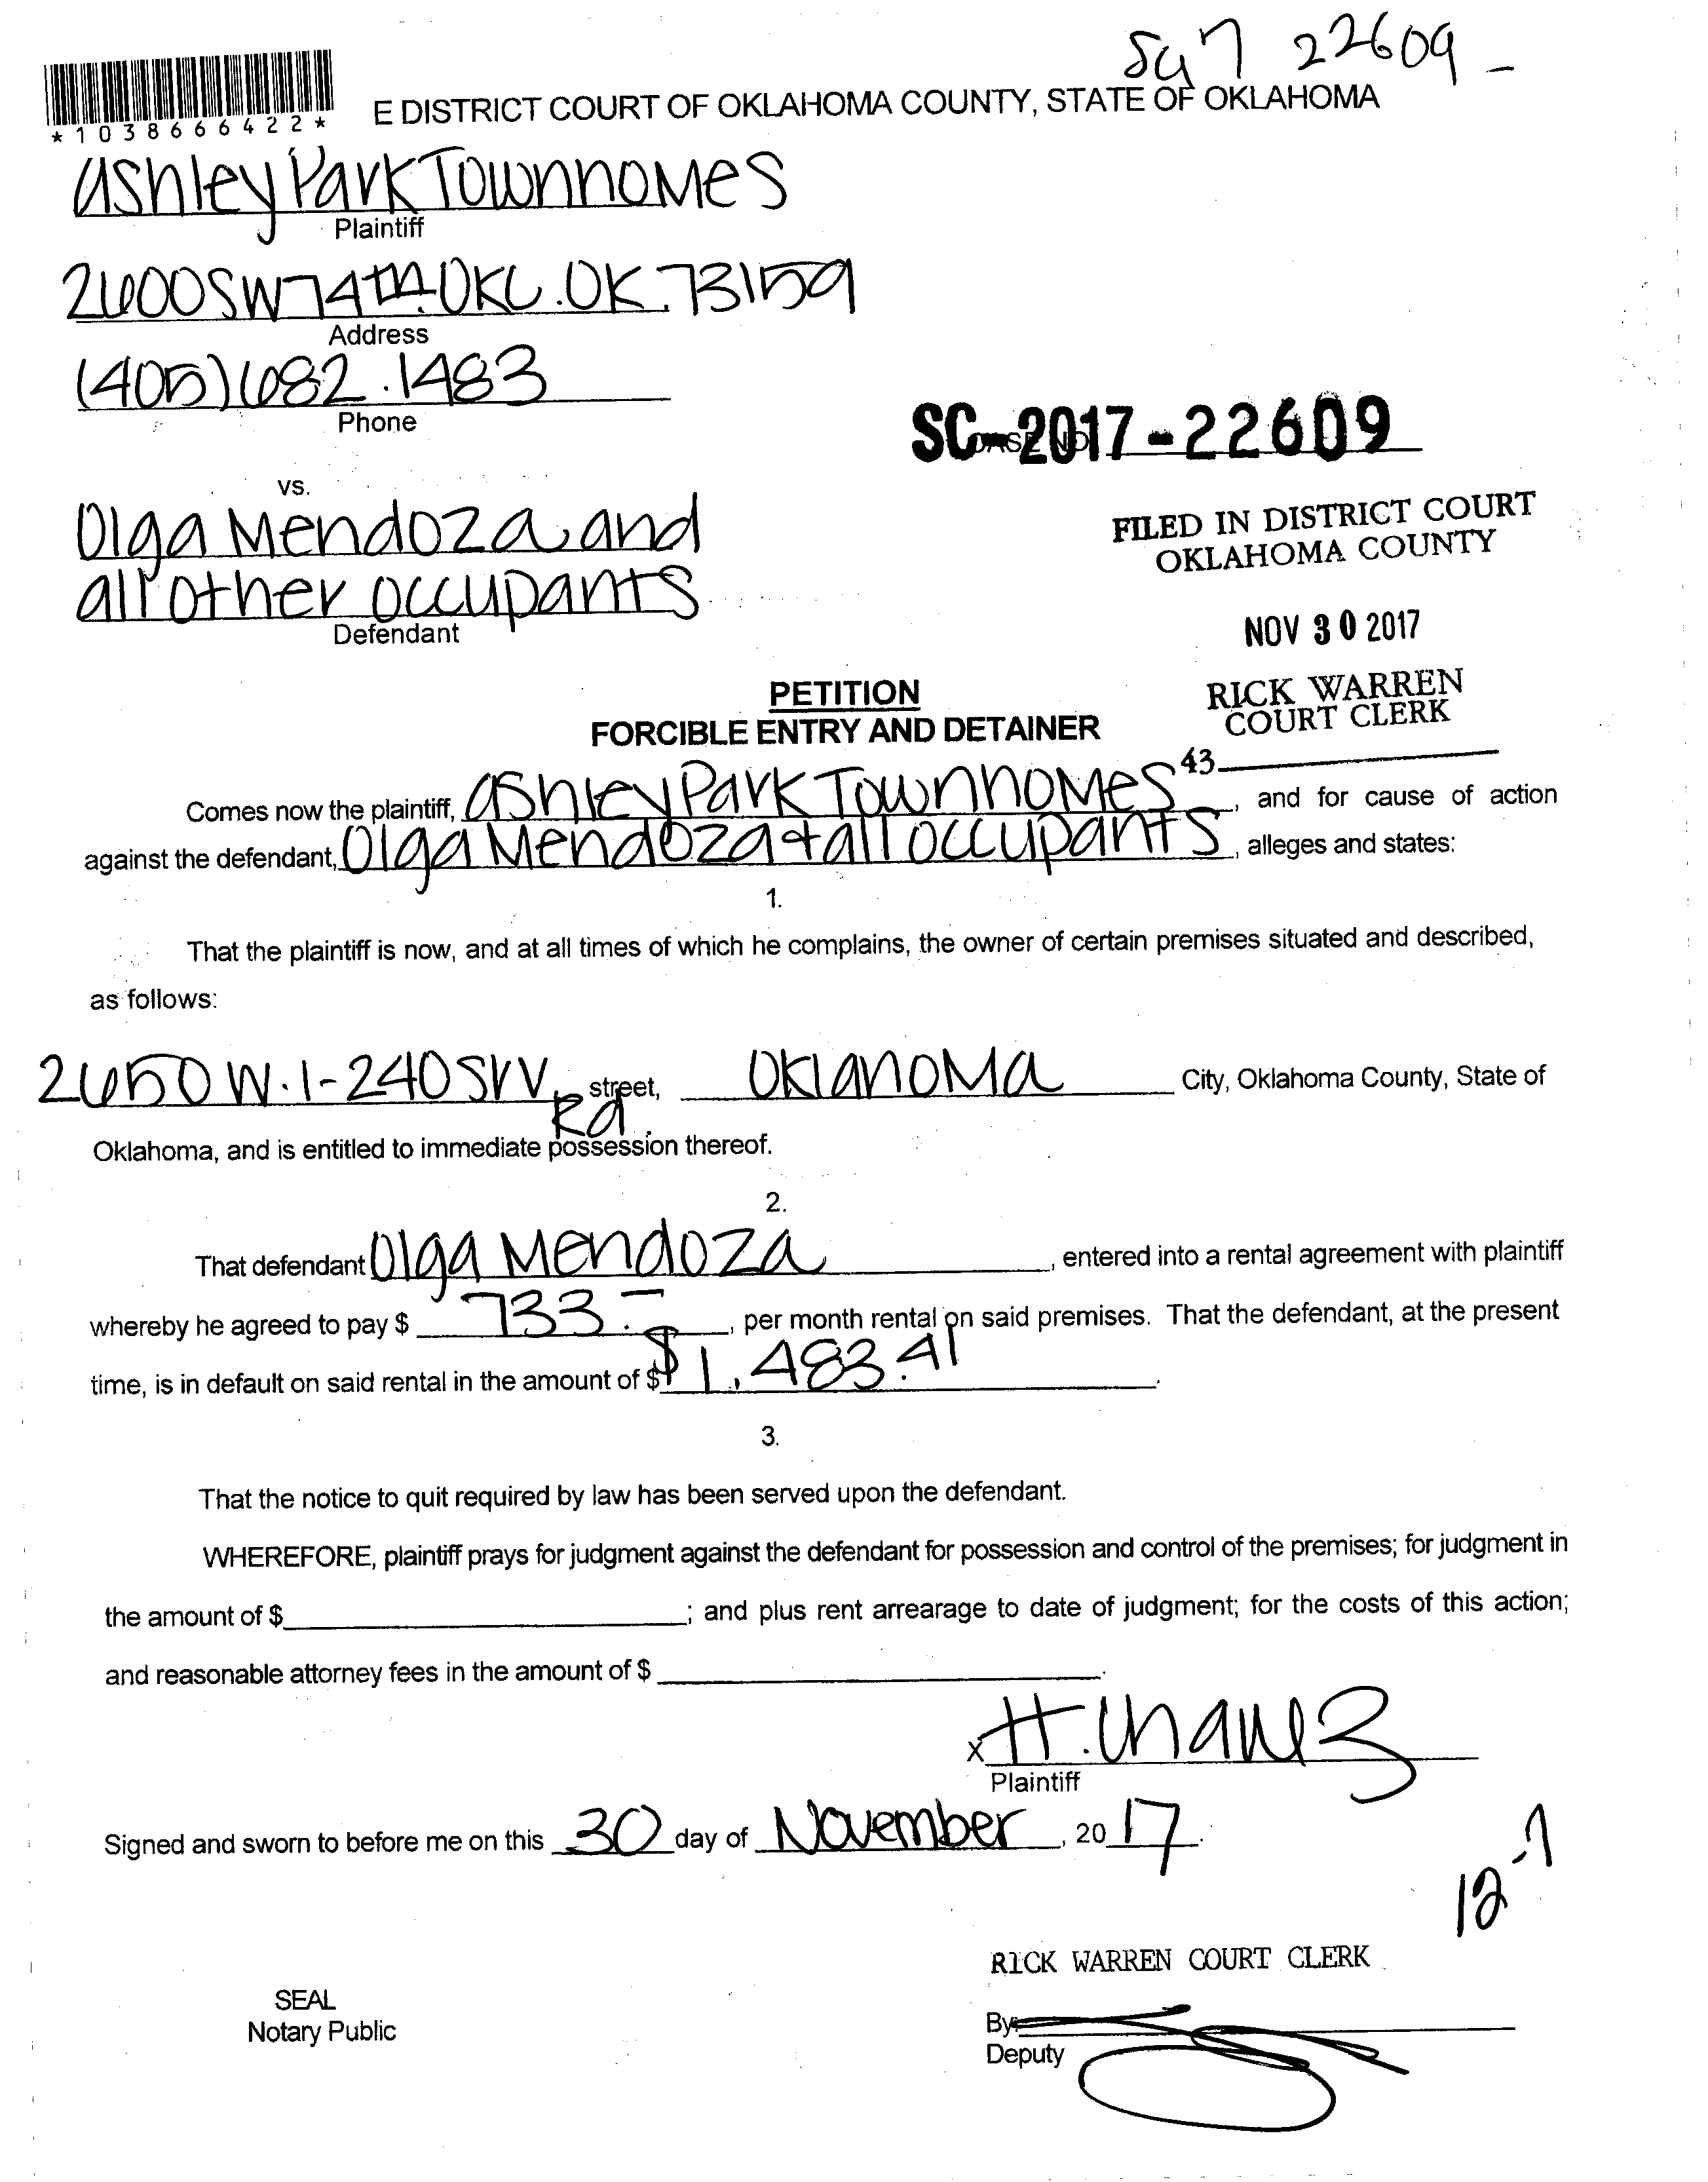 22609 -
*1038666422*
E DISTRICT COURT OF OKLAHOMA COUNTY, STATE OF OKLAHOMA
Ashley Park Townhomes
Plaintiff
2600 SW 74th. OKC. OK. 73159
Address
(405) 682.1483
Phone
SC-2017-22609
vs.
Olga Mendoza and
all other occupants
Defendant
FILED IN DISTRICT COURT
OKLAHOMA COUNTY
NOV 30 2017
RICK WARREN
COURT CLERK
43
PETITION
FORCIBLE ENTRY AND DETAINER
Comes now the plaintiff, Ashley Park Townhomes, and for cause of action
against the defendant, Olga Mendoza + all occupants, alleges and states:
1.
That the plaintiff is now, and at all times of which he complains, the owner of certain premises situated and described,
as follows:
2650 W. I-240 SRV Rd. street, Oklahoma City, Oklahoma County, State of
Oklahoma, and is entitled to immediate possession thereof.
2.
That defendant Olga Mendoza, entered into a rental agreement with plaintiff
whereby he agreed to pay $ 733.-, per month rental on said premises. That the defendant, at the present
time, is in default on said rental in the amount of $ $1,483.41.
3.
That the notice to quit required by law has been served upon the defendant.
WHEREFORE, plaintiff prays for judgment against the defendant for possession and control of the premises; for judgment in
the amount of $; and plus rent arrearage to date of judgment; for the costs of this action;
and reasonable attorney fees in the amount of $.
x H. Chavez
Plaintiff
Signed and sworn to before me on this 30 day of November, 2017.
12-7
RICK WARREN COURT CLERK
SEAL
Notary Public
By:
Deputy